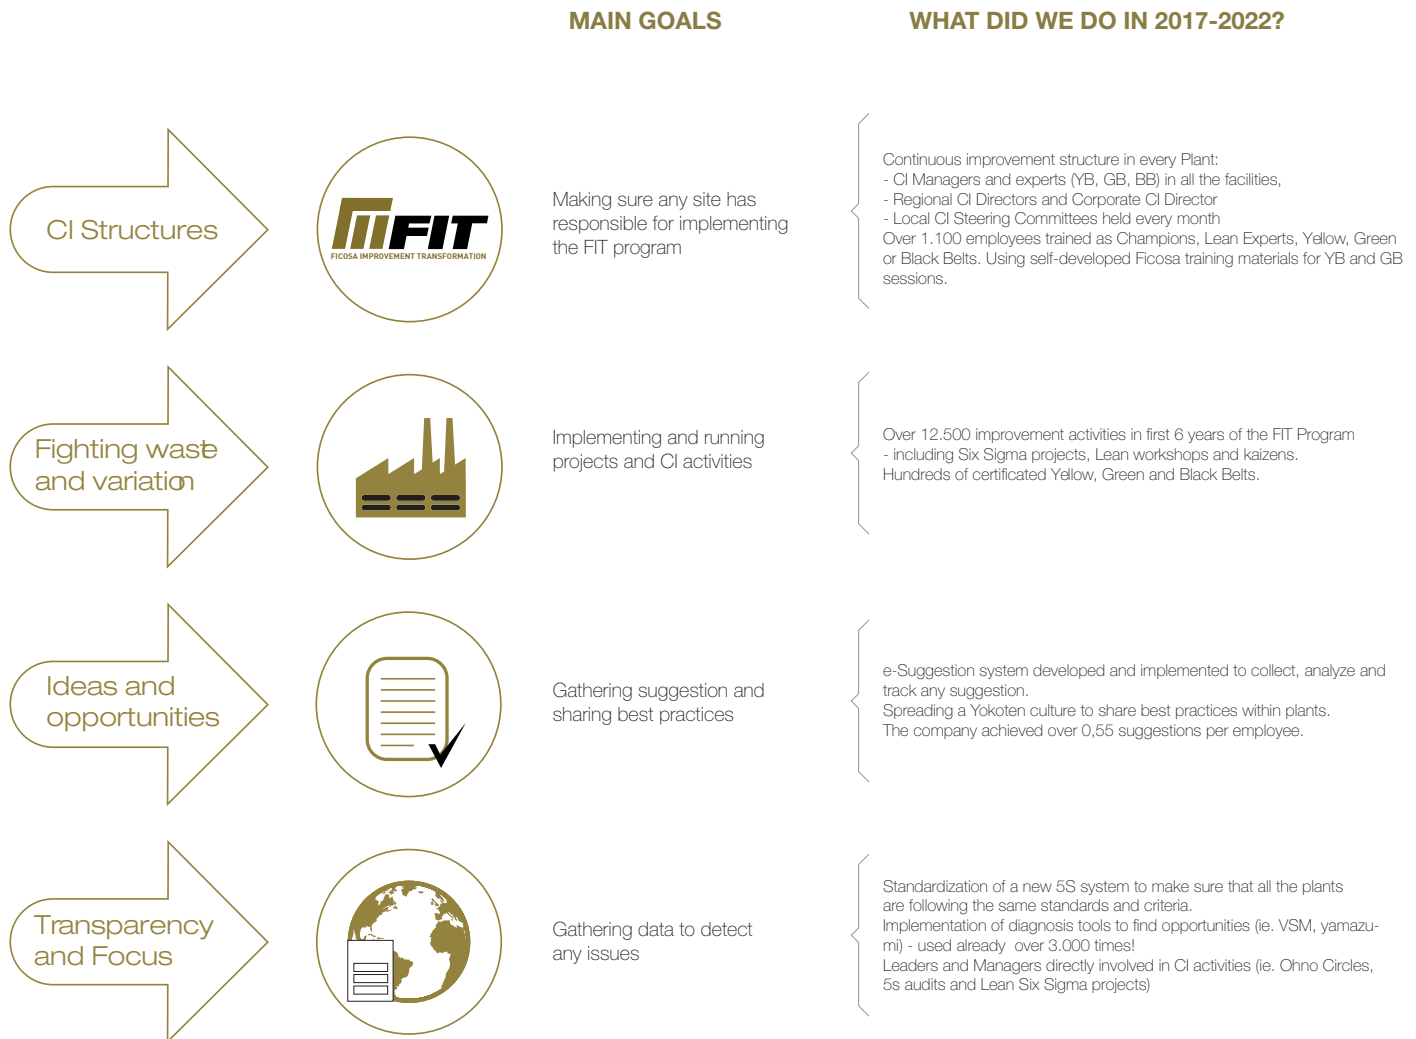 MAIN GOALS
WHAT DID WE DO IN 2017-2022?
CI Structures
FIT
FICOSA IMPROVEMENT TRANSFORMATION
Making sure any site has
responsible for implementing
the FIT program
Continuous improvement structure in every Plant:
- CI Managers and experts (YB, GB, BB) in all the facilities,
- Regional CI Directors and Corporate CI Director
- Local CI Steering Committees held every month
Over 1.100 employees trained as Champions, Lean Experts, Yellow, Green
or Black Belts. Using self-developed Ficosa training materials for YB and GB
sessions.
Fighting waste
and variation
Implementing and running
projects and CI activities
Over 12.500 improvement activities in first 6 years of the FIT Program
- including Six Sigma projects, Lean workshops and kaizens.
Hundreds of certificated Yellow, Green and Black Belts.
Ideas and
opportunities
Gathering suggestion and
sharing best practices
e-Suggestion system developed and implemented to collect, analyze and
track any suggestion.
Spreading a Yokoten culture to share best practices within plants.
The company achieved over 0,55 suggestions per employee.
Transparency
and Focus
Gathering data to detect
any issues
Standardization of a new 5S system to make sure that all the plants
are following the same standards and criteria.
Implementation of diagnosis tools to find opportunities (ie. VSM, yamazu-
mi) - used already over 3.000 times!
Leaders and Managers directly involved in CI activities (ie. Ohno Circles,
5s audits and Lean Six Sigma projects)